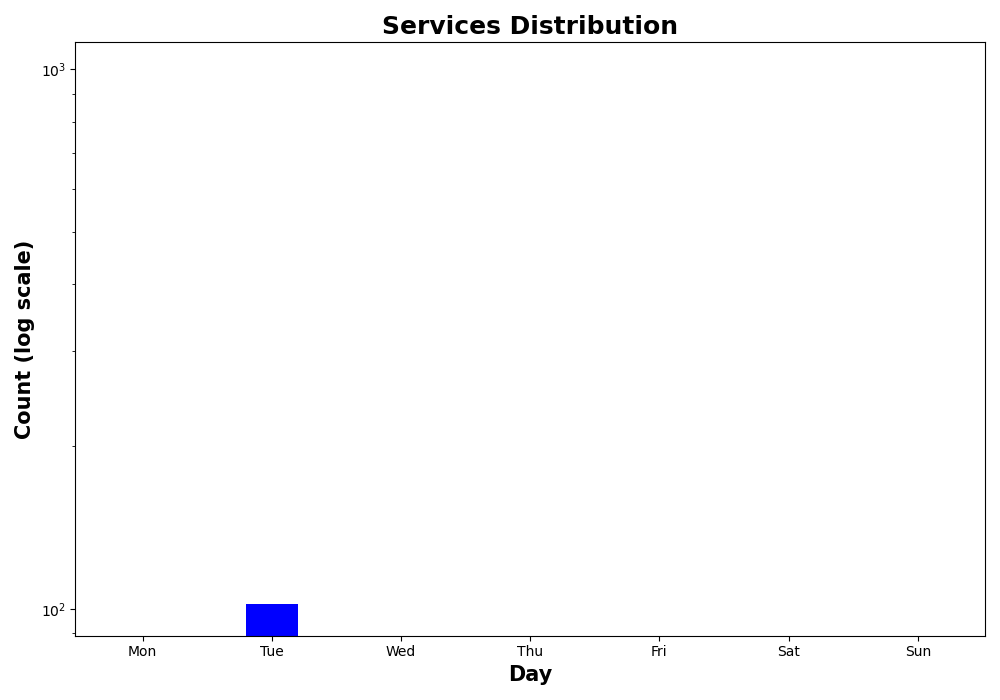 Services Distribution
Count (log scale)
10³
10²
Mon Tue Wed Thu Fri Sat Sun
Day